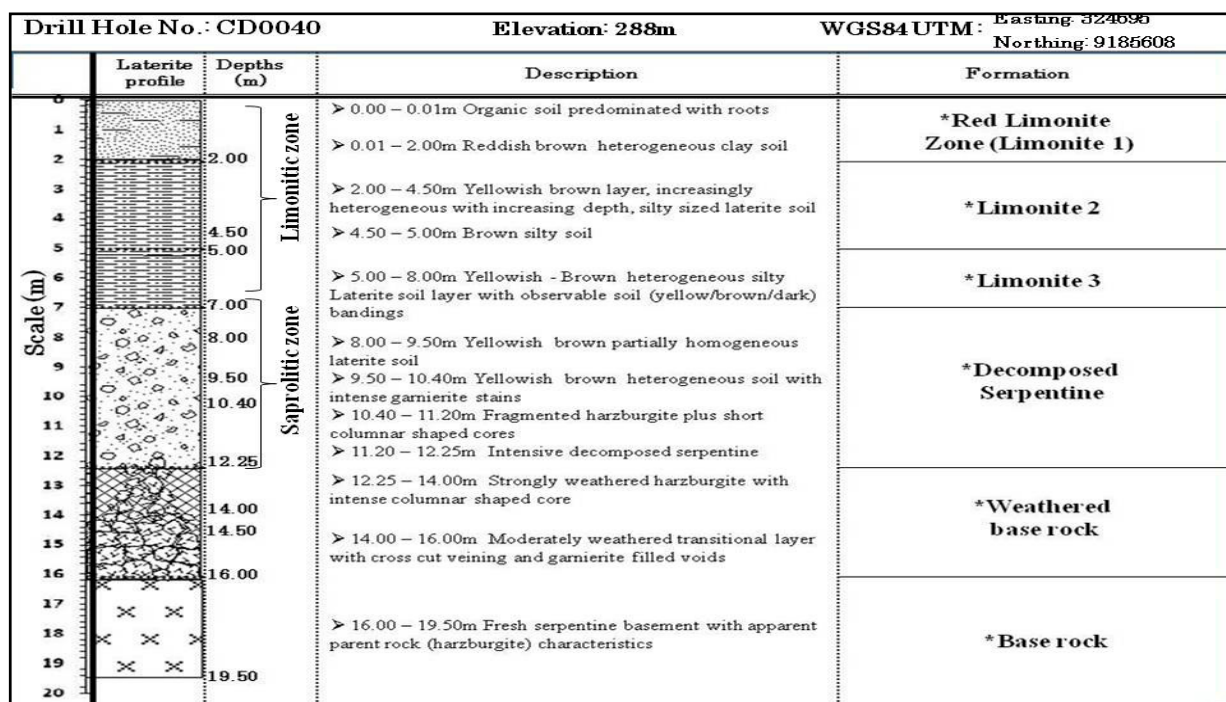 Drill Hole No.: CD0040
Elevation: 288m
WGS84 UTM:
Easting: 324695
Northing: 9185608
Laterite
profile
Depths
(m)
Description
Formation
Scale (m)
0
1
2
3
4
5
6
7
8
9
10
11
12
13
14
15
16
17
18
19
20
2.00
4.50
5.00
7.00
8.00
9.50
10.40
12.25
14.00
14.50
16.00
19.50
Limonitic zone
Saprolitic zone
➢ 0.00 – 0.01m Organic soil predominated with roots
➢ 0.01 – 2.00m Reddish brown heterogeneous clay soil
➢ 2.00 – 4.50m Yellowish brown layer, increasingly
heterogeneous with increasing depth, silty sized laterite soil
➢ 4.50 – 5.00m Brown silty soil
➢ 5.00 – 8.00m Yellowish - Brown heterogeneous silty
Laterite soil layer with observable soil (yellow/brown/dark)
bandings
➢ 8.00 – 9.50m Yellowish brown partially homogeneous
laterite soil
➢ 9.50 – 10.40m Yellowish brown heterogeneous soil with
intense garnierite stains
➢ 10.40 – 11.20m Fragmented harzburgite plus short
columnar shaped cores
➢ 11.20 – 12.25m Intensive decomposed serpentine
➢ 12.25 – 14.00m Strongly weathered harzburgite with
intense columnar shaped core
➢ 14.00 – 16.00m Moderately weathered transitional layer
with cross cut veining and garnierite filled voids
➢ 16.00 – 19.50m Fresh serpentine basement with apparent
parent rock (harzburgite) characteristics
*Red Limonite
Zone (Limonite 1)
*Limonite 2
*Limonite 3
*Decomposed
Serpentine
*Weathered
base rock
*Base rock